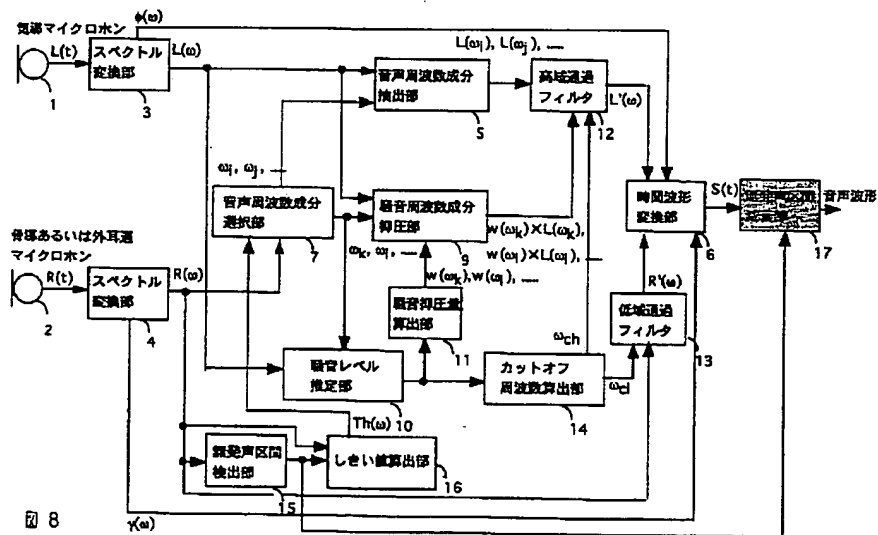 φ(ω)
気導マイクロホン
L(t)
スペクトル
変換部
L(ω)
1
3
音声周波数成分
抽出部
5
L(ωi), L(ωj), ....
高域通過
フィルタ
12
L'(ω)
ωi, ωj, ...
音声周波数成分
選択部
7
ωk, ωl, ...
騒音周波数成分
抑圧部
9
w(ωk)×L(ωk),
w(ωl)×L(ωl), ...
w(ωk),w(ωl), ....
時間波形
変換部
6
S(t)
音声波形
17
骨導あるいは外耳道
マイクロホン
R(t)
スペクトル
変換部
R(ω)
2
4
騒音抑圧量
算出部
11
ωch
R'(ω)
低域通過
フィルタ
13
騒音レベル
推定部
10
カットオフ
周波数算出部
14
ωcl
Th(ω)
無発声区間
検出部
15
しきい値算出部
16
図 8
γ(ω)